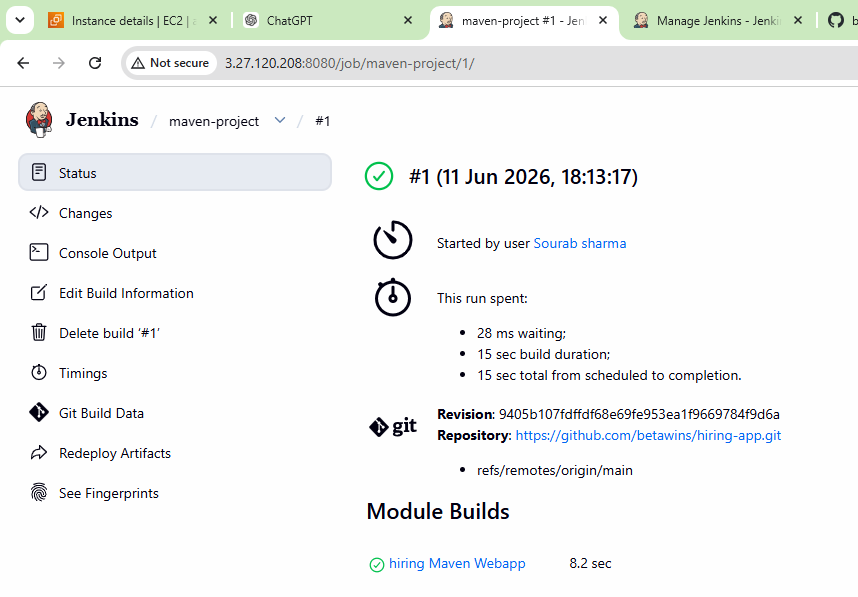 Instance details | EC2 |
ChatGPT
maven-project #1 - Jen
Manage Jenkins - Jenki
Not secure
3.27.120.208:8080/job/maven-project/1/
Jenkins / maven-project / #1
Status
Changes
Console Output
Edit Build Information
Delete build ‘#1’
Timings
Git Build Data
Redeploy Artifacts
See Fingerprints
#1 (11 Jun 2026, 18:13:17)
Started by user Sourab sharma
This run spent:
28 ms waiting;
15 sec build duration;
15 sec total from scheduled to completion.
git
Revision: 9405b107fdffdf68e69fe953ea1f9669784f9d6a
Repository: https://github.com/betawins/hiring-app.git
refs/remotes/origin/main
Module Builds
hiring Maven Webapp 8.2 sec